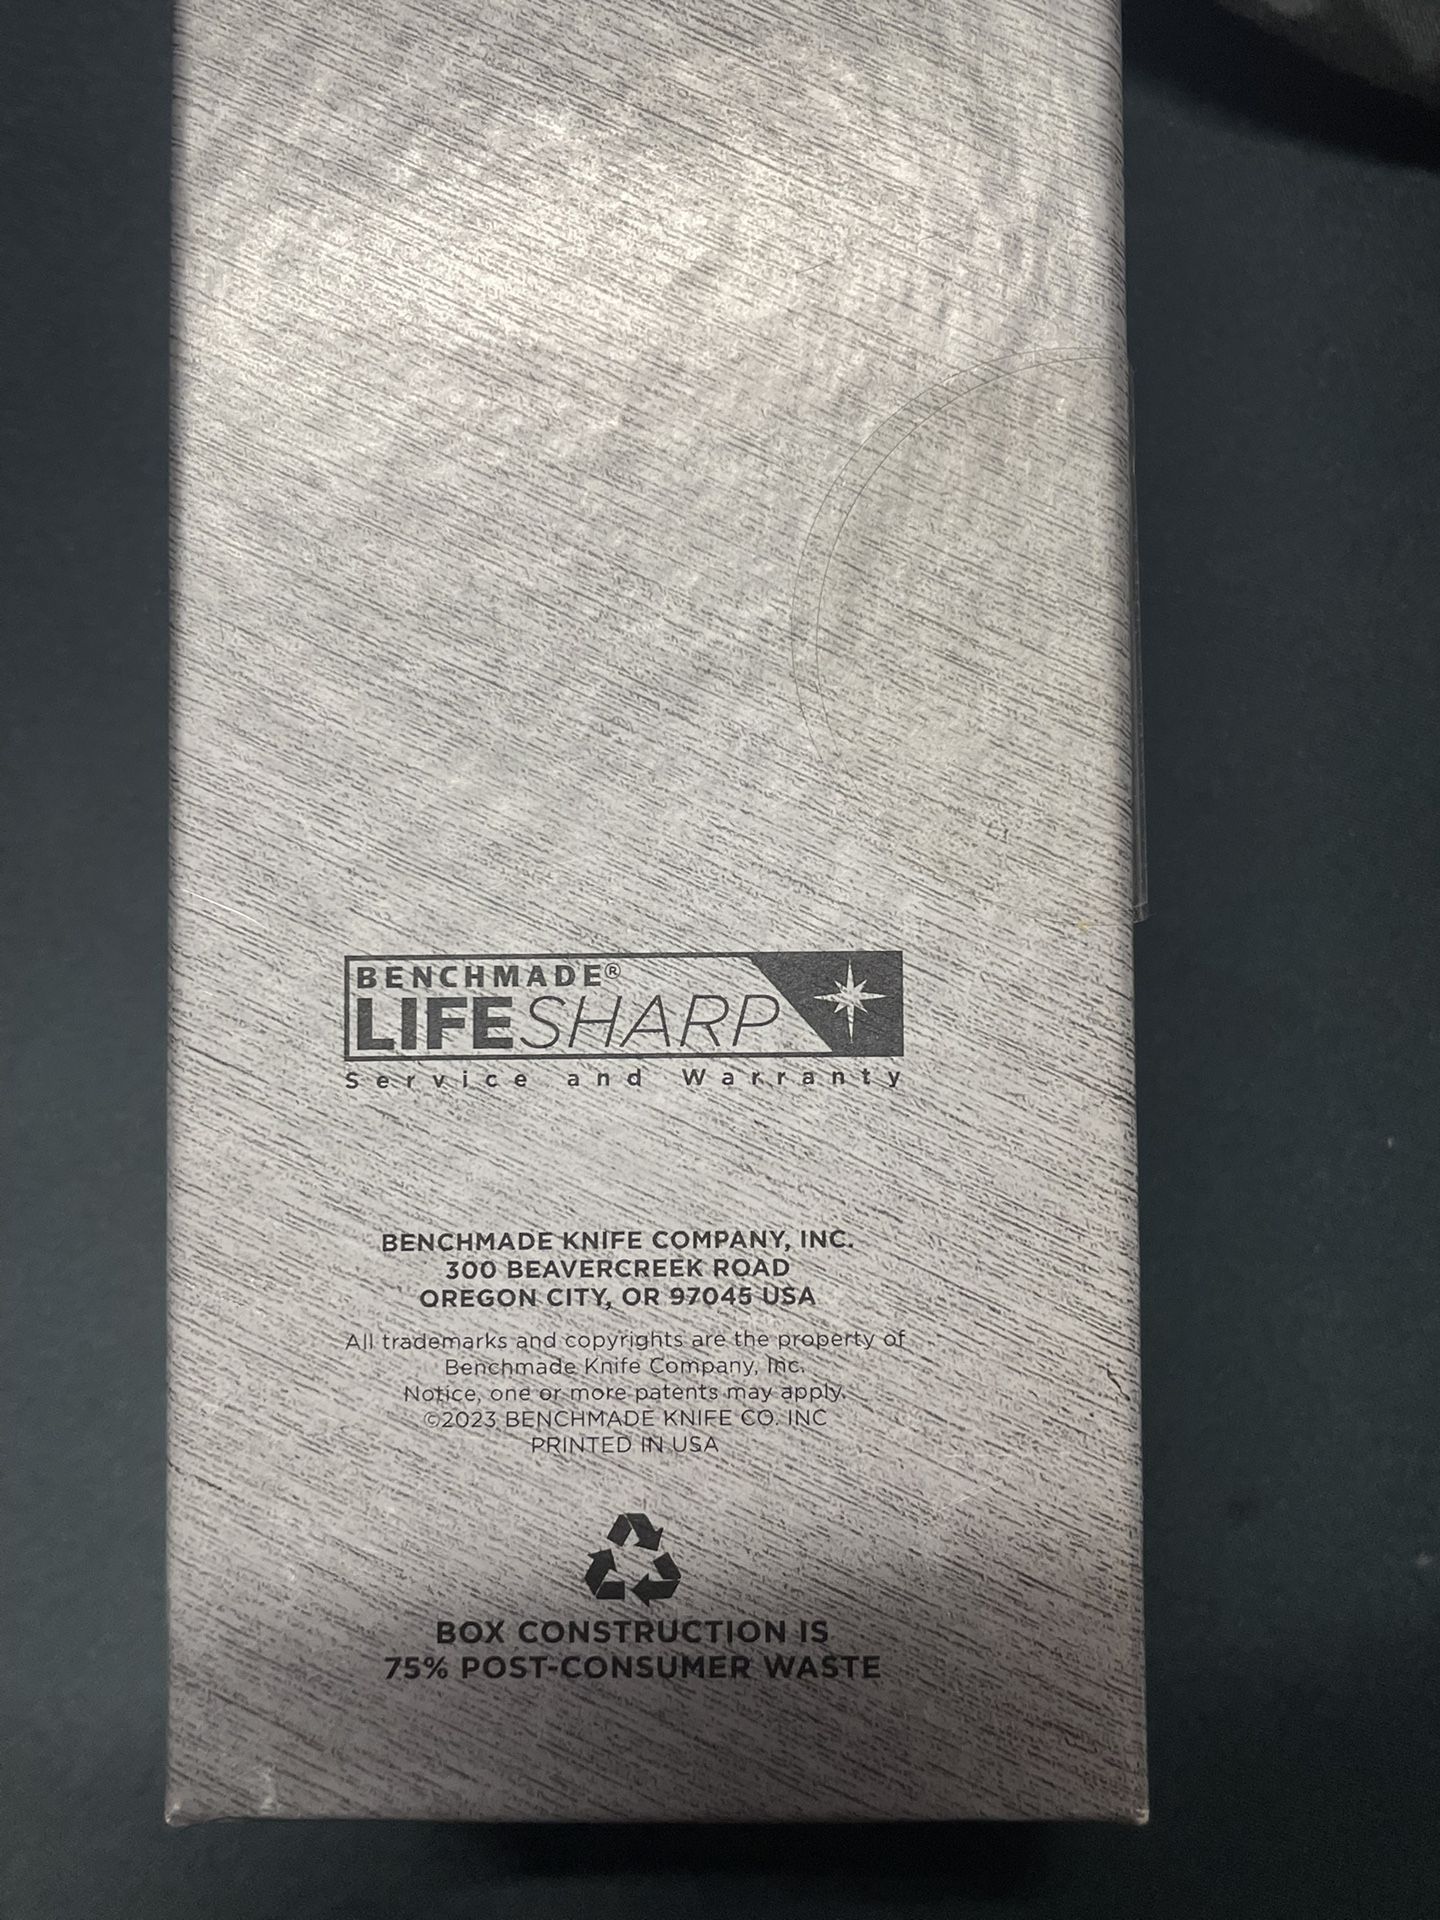 BENCHMADE®
LIFESHARP
Service and Warranty
BENCHMADE KNIFE COMPANY, INC.
300 BEAVERCREEK ROAD
OREGON CITY, OR 97045 USA
All trademarks and copyrights are the property of
Benchmade Knife Company, Inc.
Notice, one or more patents may apply.
©2023 BENCHMADE KNIFE CO. INC
PRINTED IN USA
BOX CONSTRUCTION IS
75% POST-CONSUMER WASTE